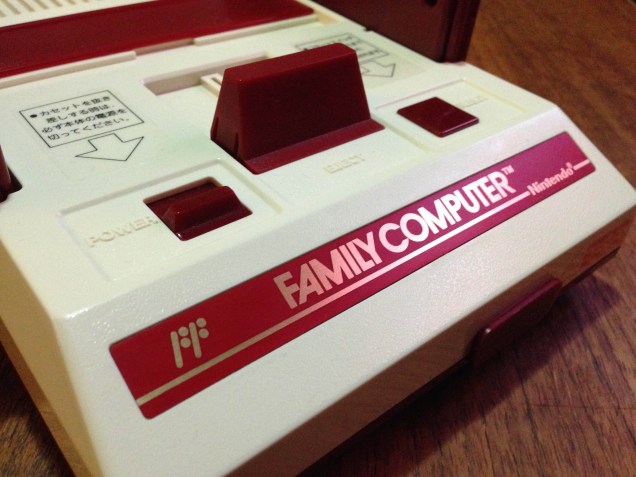 ●カセットを抜き
差しする時は
必ず本体の電源を
切ってください。
POWER
EJECT
FAMILY COMPUTER™
Nintendo®